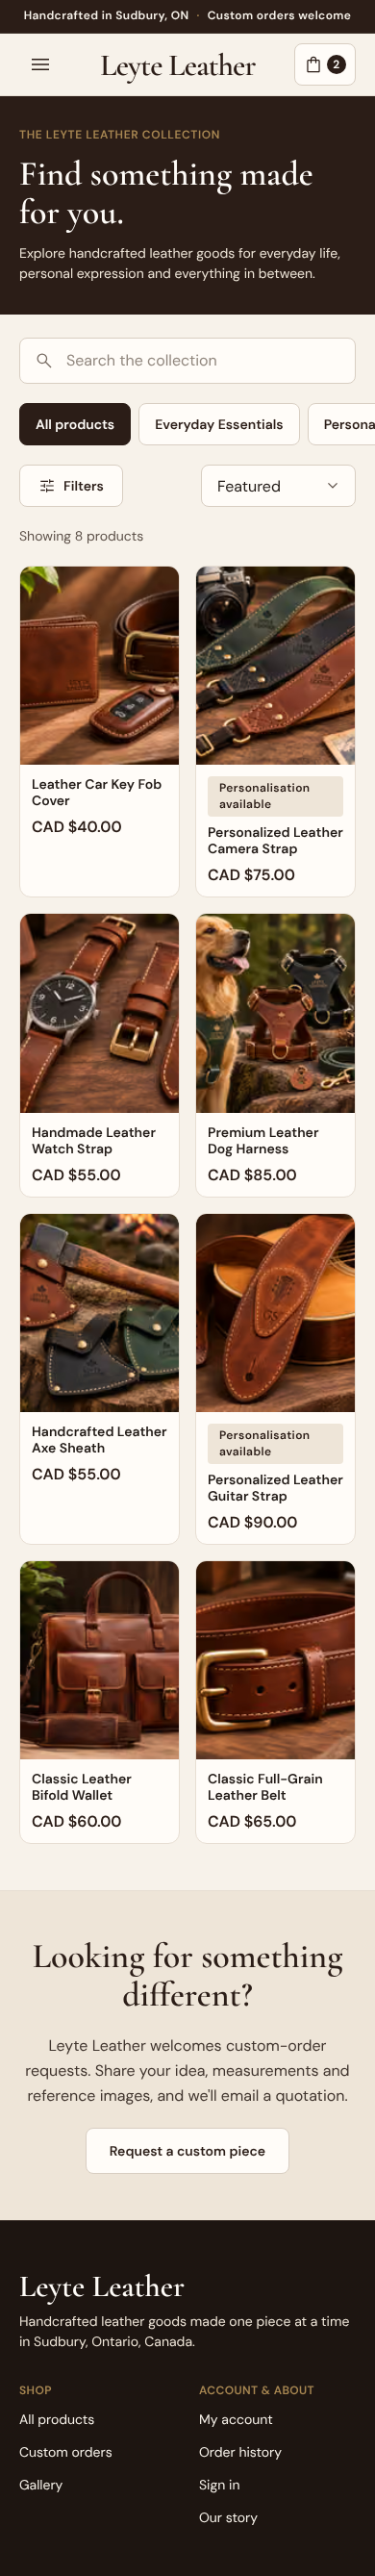 Handcrafted in Sudbury, ON · Custom orders welcome
Leyte Leather
2
THE LEYTE LEATHER COLLECTION
Find something made
for you.
Explore handcrafted leather goods for everyday life,
personal expression and everything in between.
Search the collection
All products
Everyday Essentials
Persona
Filters
Featured
Showing 8 products
Leather Car Key Fob
Cover
CAD $40.00
Personalisation
available
Personalized Leather
Camera Strap
CAD $75.00
Handmade Leather
Watch Strap
CAD $55.00
Premium Leather
Dog Harness
CAD $85.00
Handcrafted Leather
Axe Sheath
CAD $55.00
Personalisation
available
Personalized Leather
Guitar Strap
CAD $90.00
Classic Leather
Bifold Wallet
CAD $60.00
Classic Full-Grain
Leather Belt
CAD $65.00
Looking for something
different?
Leyte Leather welcomes custom-order
requests. Share your idea, measurements and
reference images, and we'll email a quotation.
Request a custom piece
Leyte Leather
Handcrafted leather goods made one piece at a time
in Sudbury, Ontario, Canada.
SHOP
All products
Custom orders
Gallery
ACCOUNT & ABOUT
My account
Order history
Sign in
Our story